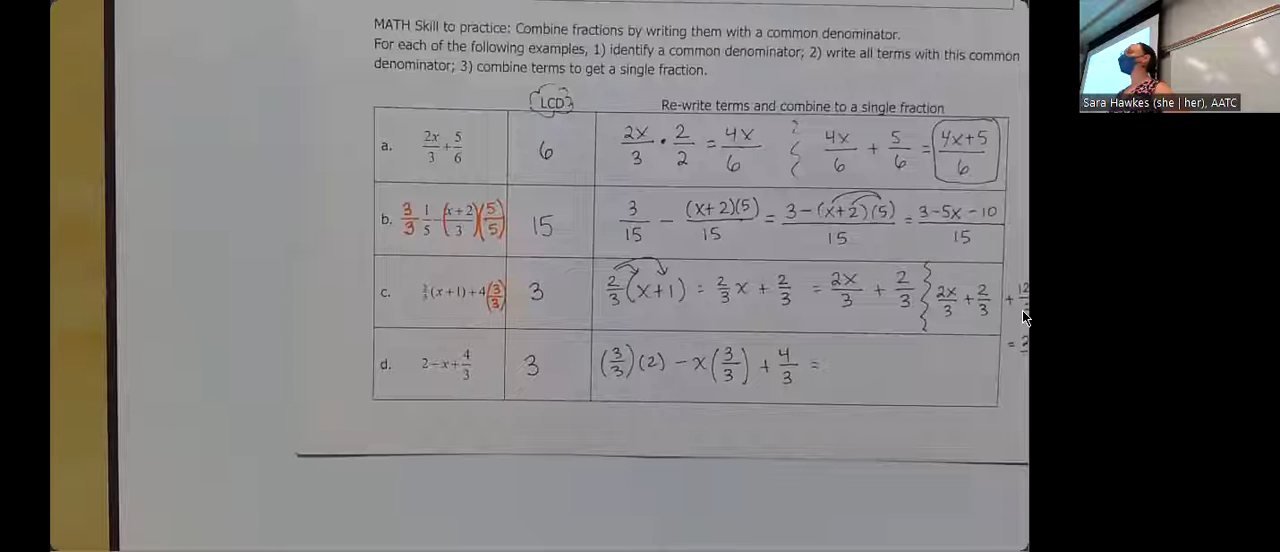 MATH Skill to practice: Combine fractions by writing them with a common denominator.
For each of the following examples, 1) identify a common denominator; 2) write all terms with this common
denominator; 3) combine terms to get a single fraction.
LCD
Re-write terms and combine to a single fraction
a. 2x/3 + 5/6
6
2x/3 • 2/2 = 4x/6 { 4x/6 + 5/6 = 4x+5/6
b. 3/3 1/5 - (x+2/3)(5/5)
15
3/15 - (x+2)(5)/15 = 3-(x+2)(5)/15 = 3-5x-10/15
c. 2/3(x+1)+4(3/3)
3
2/3(x+1) = 2/3x + 2/3 = 2x/3 + 2/3 { 2x/3 + 2/3 + 12/
= 2
d. 2-x+4/3
3
(3/3)(2) - x(3/3) + 4/3 =
Sara Hawkes (she | her), AATC